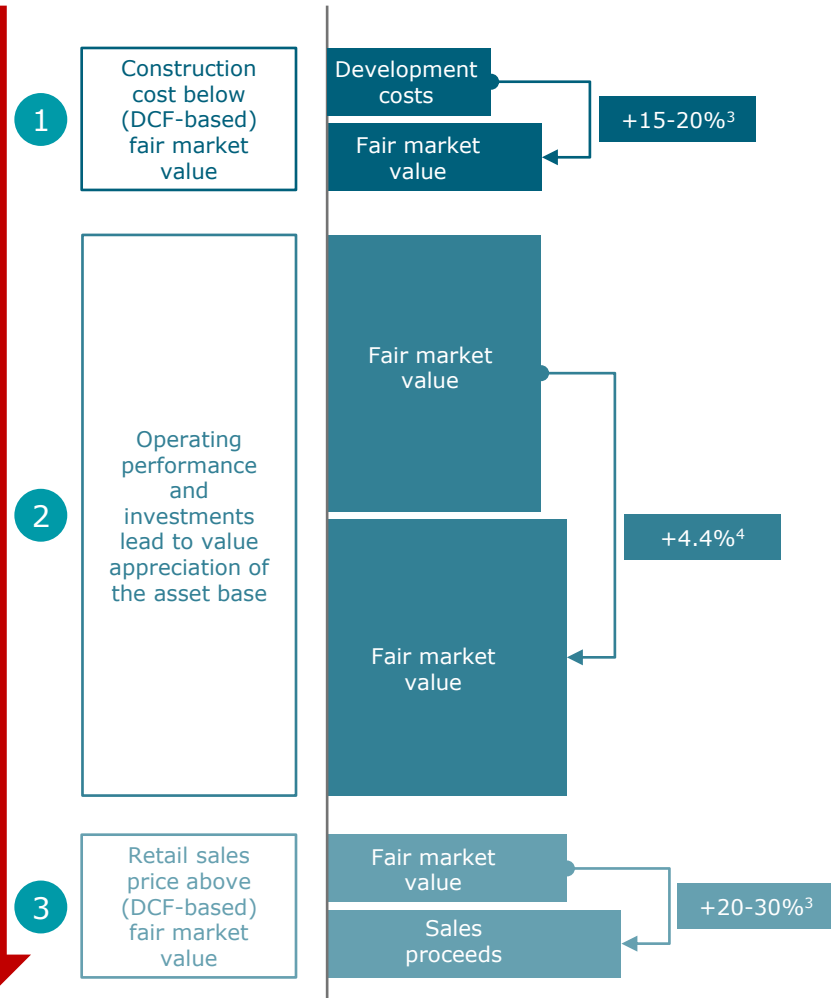 1
Construction
cost below
(DCF-based)
fair market
value
Development
costs
Fair market
value
+15-20%³
2
Operating
performance
and
investments
lead to value
appreciation of
the asset base
Fair market
value
Fair market
value
+4.4%⁴
3
Retail sales
price above
(DCF-based)
fair market
value
Fair market
value
Sales
proceeds
+20-30%³